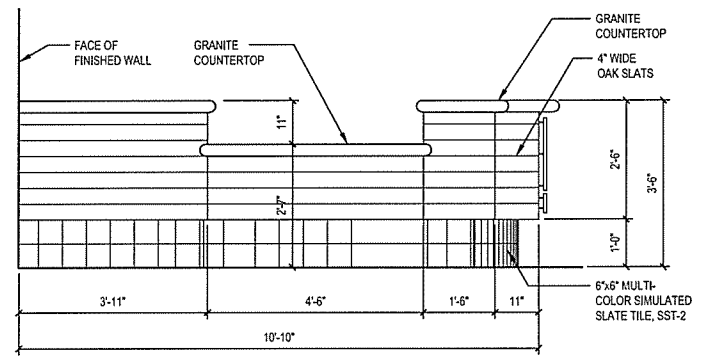 GRANITE
COUNTERTOP
FACE OF
FINISHED WALL
GRANITE
COUNTERTOP
4" WIDE
OAK SLATS
11"
2'-7"
2'-6"
3'-6"
1'-0"
6"x6" MULTI-
COLOR SIMULATED
SLATE TILE, SST-2
3'-11"
4'-6"
1'-6"
11"
10'-10"